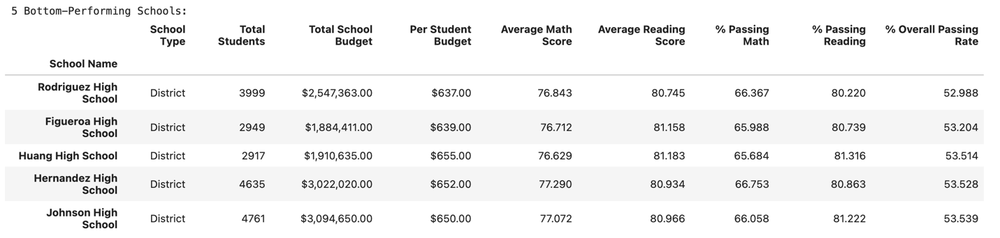 5 Bottom-Performing Schools:
School Type Total Students Total School Budget Per Student Budget Average Math Score Average Reading Score % Passing Math % Passing Reading % Overall Passing Rate
School Name
Rodriguez High School District 3999 $2,547,363.00 $637.00 76.843 80.745 66.367 80.220 52.988
Figueroa High School District 2949 $1,884,411.00 $639.00 76.712 81.158 65.988 80.739 53.204
Huang High School District 2917 $1,910,635.00 $655.00 76.629 81.183 65.684 81.316 53.514
Hernandez High School District 4635 $3,022,020.00 $652.00 77.290 80.934 66.753 80.863 53.528
Johnson High School District 4761 $3,094,650.00 $650.00 77.072 80.966 66.058 81.222 53.539